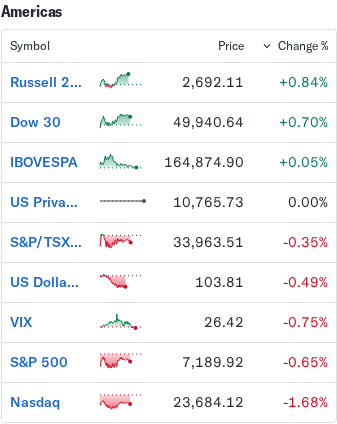 Americas
Symbol Price Change %
Russell 2... 2,692.11 +0.84%
Dow 30 49,940.64 +0.70%
IBOVESPA 164,874.90 +0.05%
US Priva... 10,765.73 0.00%
S&P/TSX... 33,963.51 -0.35%
US Dolla... 103.81 -0.49%
VIX 26.42 -0.75%
S&P 500 7,189.92 -0.65%
Nasdaq 23,684.12 -1.68%